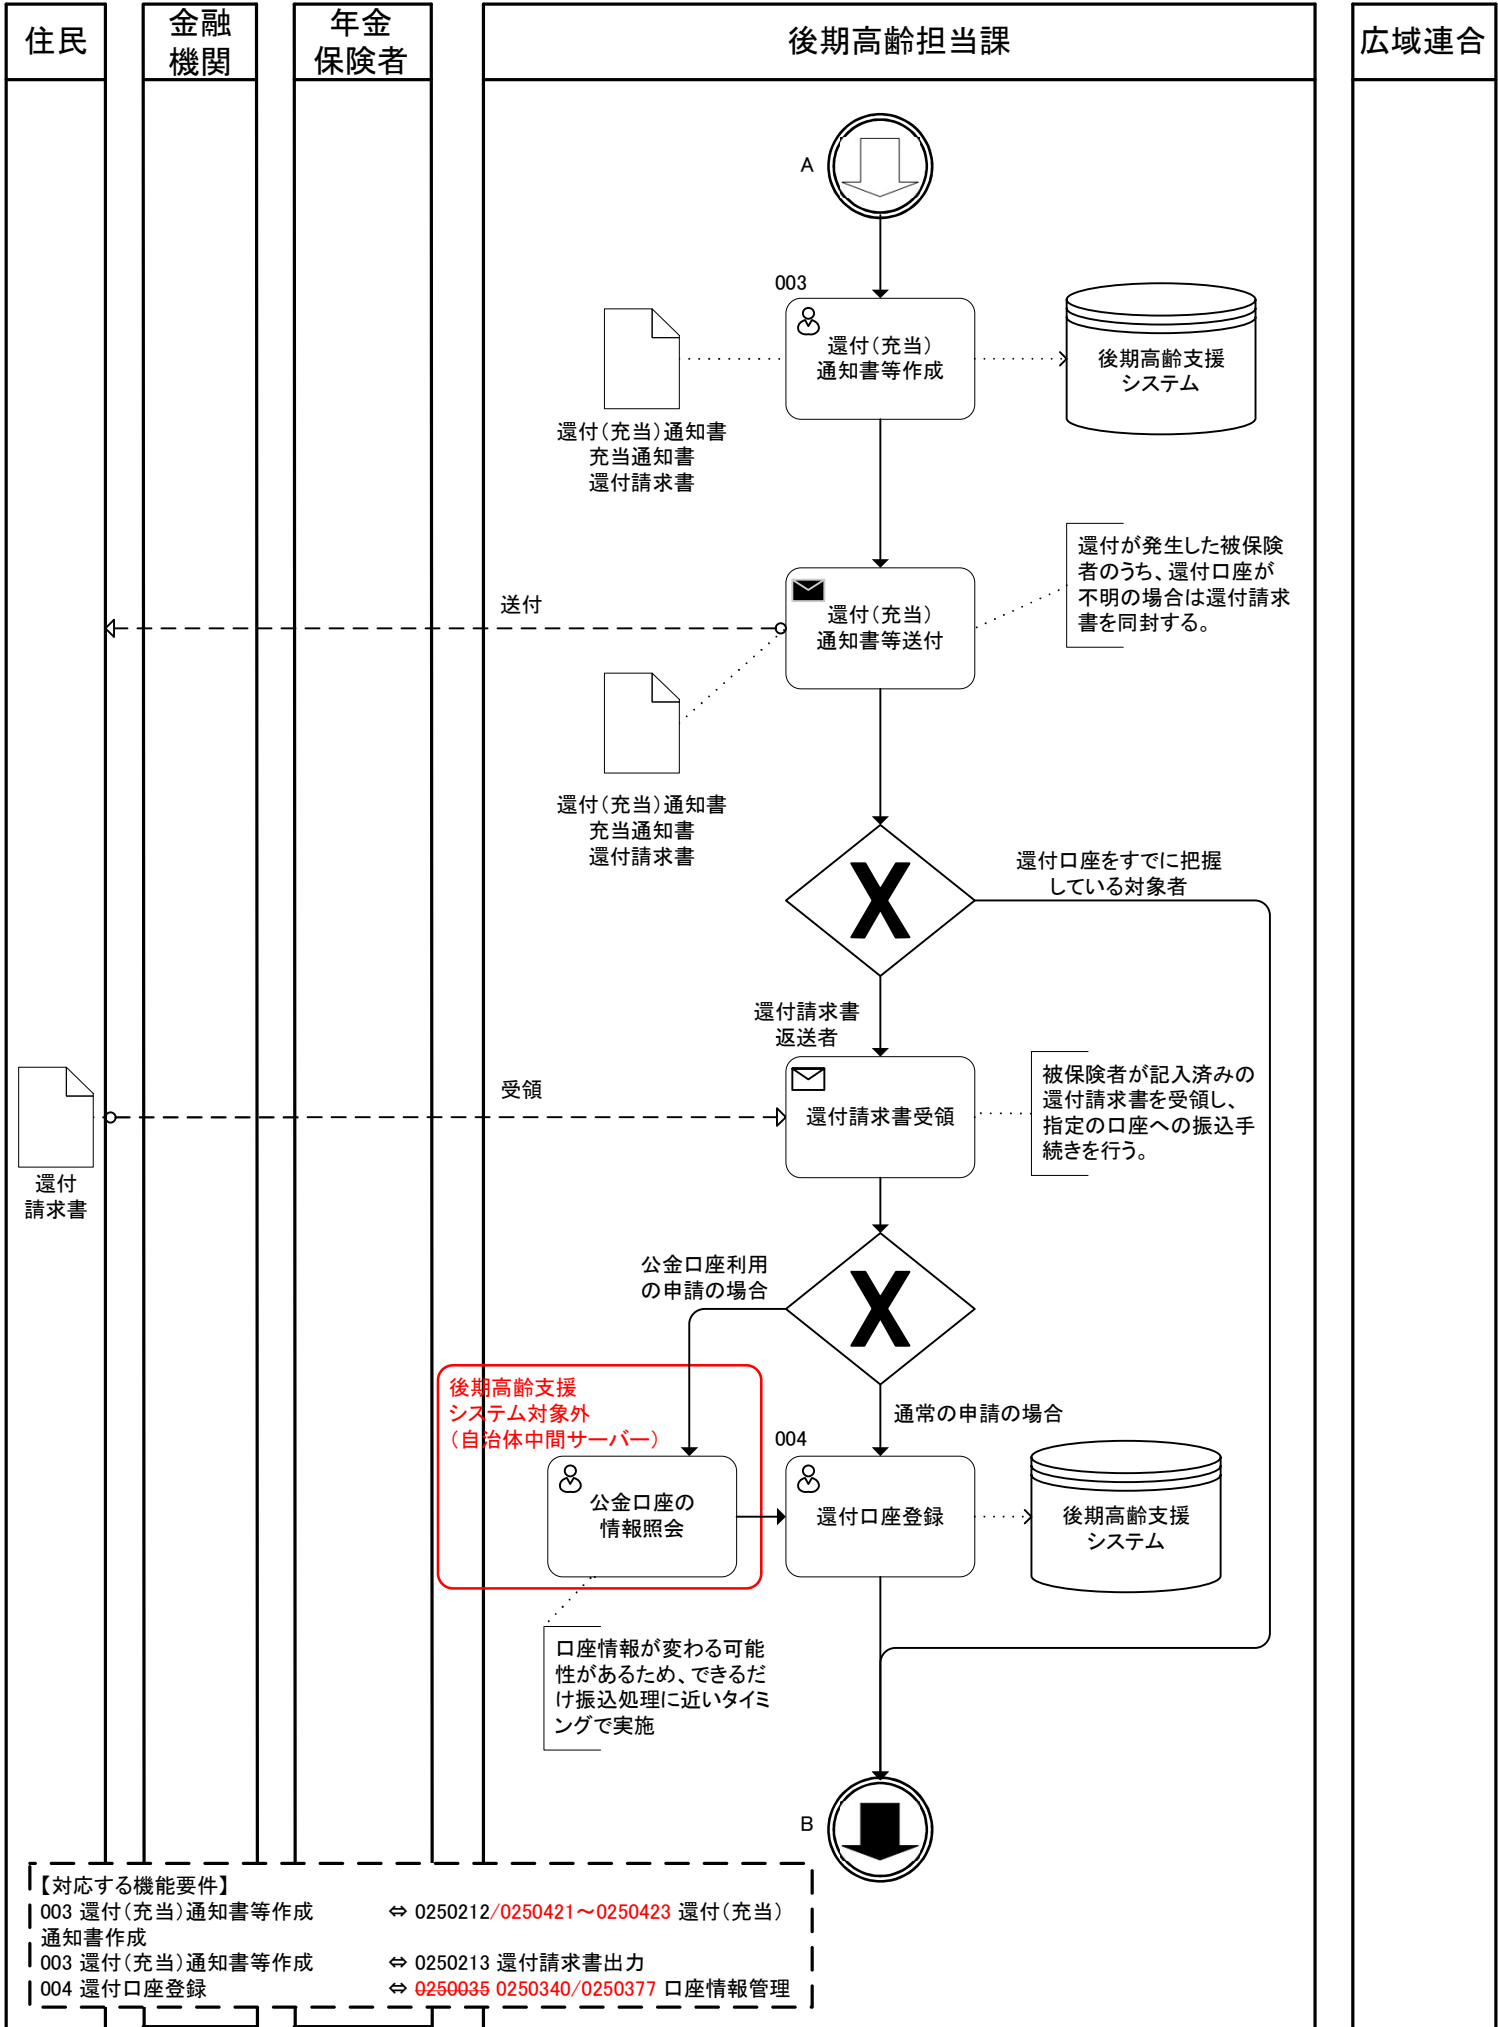 住民
金融
機関
年金
保険者
後期高齢担当課
広域連合
A
003
還付(充当)
通知書等作成
後期高齢支援
システム
還付(充当)通知書
充当通知書
還付請求書
還付が発生した被保険
者のうち、還付口座が
不明の場合は還付請求
書を同封する。
送付
還付(充当)
通知書等送付
還付(充当)通知書
充当通知書
還付請求書
還付口座をすでに把握
している対象者
X
還付請求書
返送者
受領
還付請求書受領
被保険者が記入済みの
還付請求書を受領し、
指定の口座への振込手
続きを行う。
還付
請求書
公金口座利用
の申請の場合
X
後期高齢支援
システム対象外
(自治体中間サーバー)
通常の申請の場合
004
公金口座の
情報照会
還付口座登録
後期高齢支援
システム
口座情報が変わる可能
性があるため、できるだ
け振込処理に近いタイミ
ングで実施
B
【対応する機能要件】
003 還付(充当)通知書等作成 ⇔ 0250212/0250421～0250423 還付(充当)
通知書作成
003 還付(充当)通知書等作成 ⇔ 0250213 還付請求書出力
004 還付口座登録 ⇔ 0250035 0250340/0250377 口座情報管理